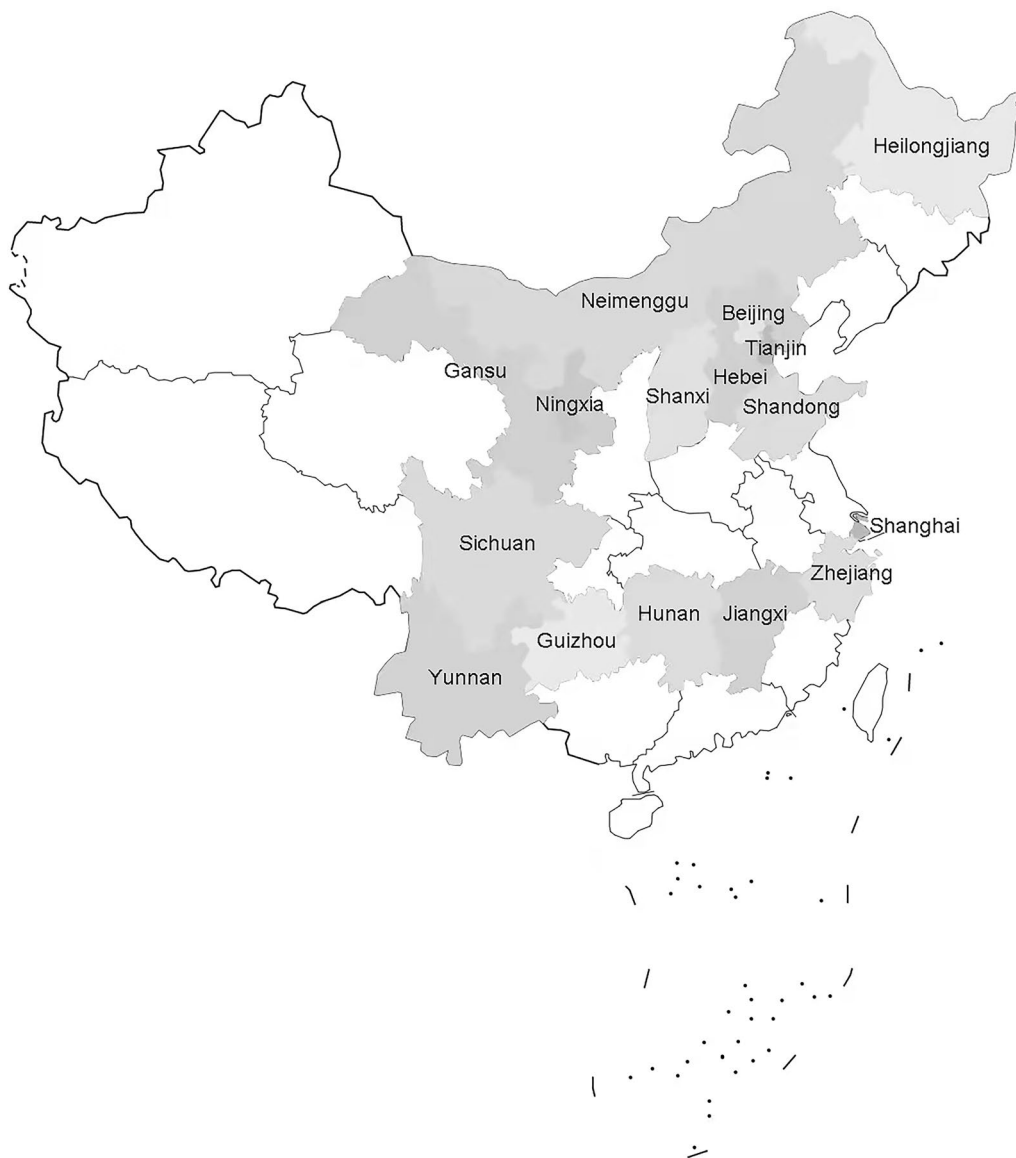 Heilongjiang
Neimenggu
Beijing
Tianjin
Gansu
Hebei
Ningxia
Shanxi
Shandong
Shanghai
Sichuan
Zhejiang
Hunan
Jiangxi
Guizhou
Yunnan